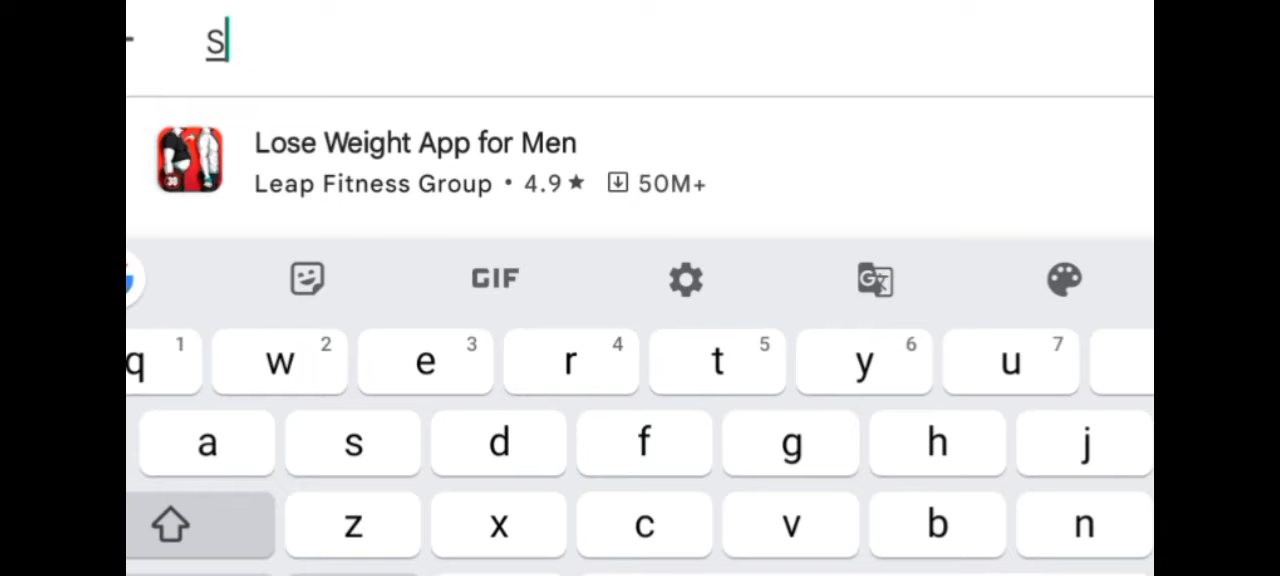 S
Lose Weight App for Men
Leap Fitness Group • 4.9★ 50M+
GIF
q 1 w 2 e 3 r 4 t 5 y 6 u 7
a s d f g h j
z x c v b n